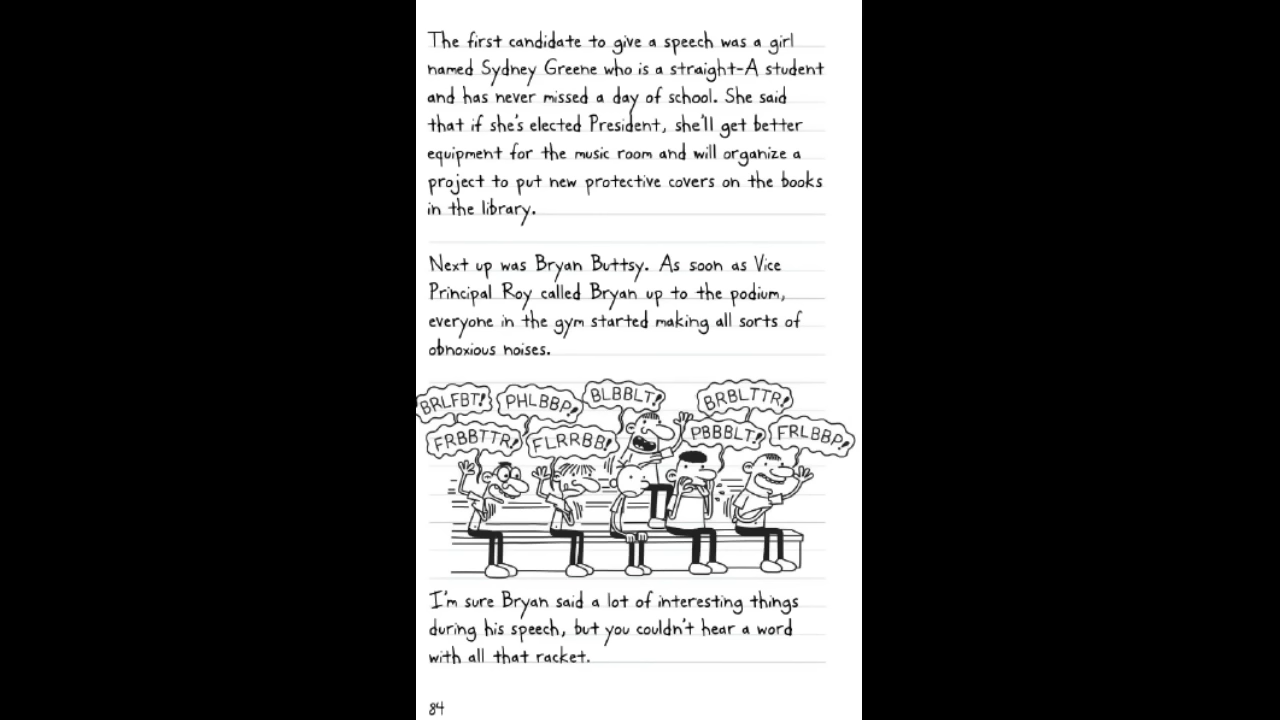 The first candidate to give a speech was a girl
named Sydney Greene who is a straight-A student
and has never missed a day of school. She said
that if she's elected President, she'll get better
equipment for the music room and will organize a
project to put new protective covers on the books
in the library.
Next up was Bryan Buttsy. As soon as Vice
Principal Roy called Bryan up to the podium,
everyone in the gym started making all sorts of
obnoxious noises.
BRLFBT!
PHLBBP!
BLBBLT!
BRBLTTR!
FRBBTTR!
FLRRBB!
PBBBLT!
FRLBBP!
I'm sure Bryan said a lot of interesting things
during his speech, but you couldn't hear a word
with all that racket.
84